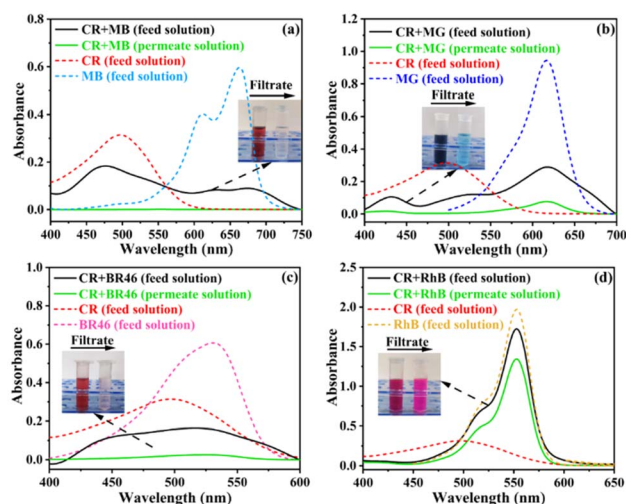 (a)
CR+MB (feed solution)
CR+MB (permeate solution)
CR (feed solution)
MB (feed solution)
Filtrate
Absorbance
0.8
0.6
0.4
0.2
0.0
400 450 500 550 600 650 700 750
Wavelength (nm)
(b)
CR+MG (feed solution)
CR+MG (permeate solution)
CR (feed solution)
MG (feed solution)
Filtrate
Absorbance
1.2
0.9
0.6
0.3
0.0
400 450 500 550 600 650 700
Wavelength (nm)
(c)
CR+BR46 (feed solution)
CR+BR46 (permeate solution)
CR (feed solution)
BR46 (feed solution)
Filtrate
Absorbance
1.0
0.8
0.6
0.4
0.2
0.0
400 450 500 550 600
Wavelength (nm)
(d)
CR+RhB (feed solution)
CR+RhB (permeate solution)
CR (feed solution)
RhB (feed solution)
Filtrate
Absorbance
2.5
2.0
1.5
1.0
0.5
0.0
400 450 500 550 600 650
Wavelength (nm)